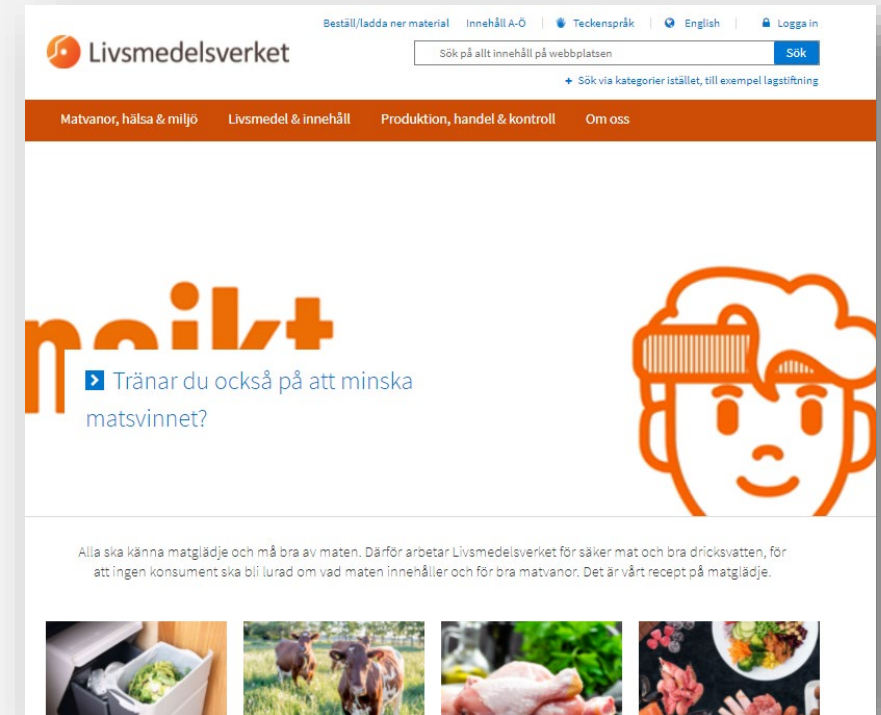 Beställ/ladda ner material Innehåll A-Ö Teckenspråk English Logga in
Livsmedelsverket
Sök på allt innehåll på webbplatsen Sök
+ Sök via kategorier istället, till exempel lagstiftning
Matvanor, hälsa & miljö Livsmedel & innehåll Produktion, handel & kontroll Om oss
Tränar du också på att minska
matsvinnet?
Alla ska känna matglädje och må bra av maten. Därför arbetar Livsmedelsverket för säker mat och bra dricksvatten, för
att ingen konsument ska bli lurad om vad maten innehåller och för bra matvanor. Det är vårt recept på matglädje.